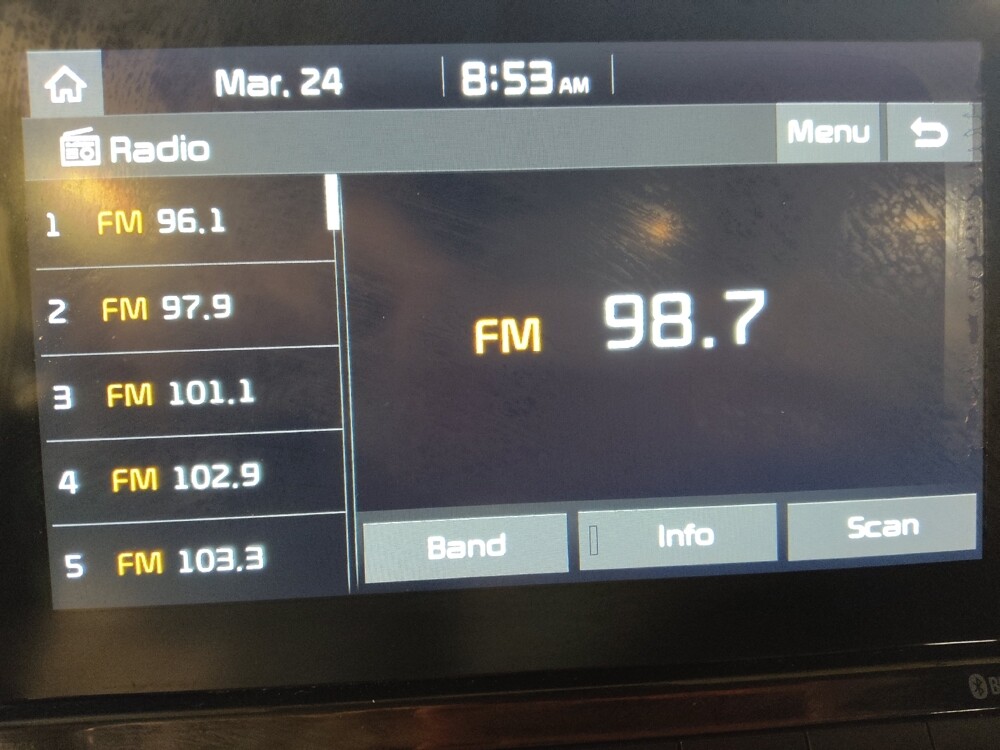 Mar. 24 8:53 AM
Radio Menu
1 FM 96.1
2 FM 97.9
3 FM 101.1
4 FM 102.9
5 FM 103.3
FM 98.7
Band Info Scan